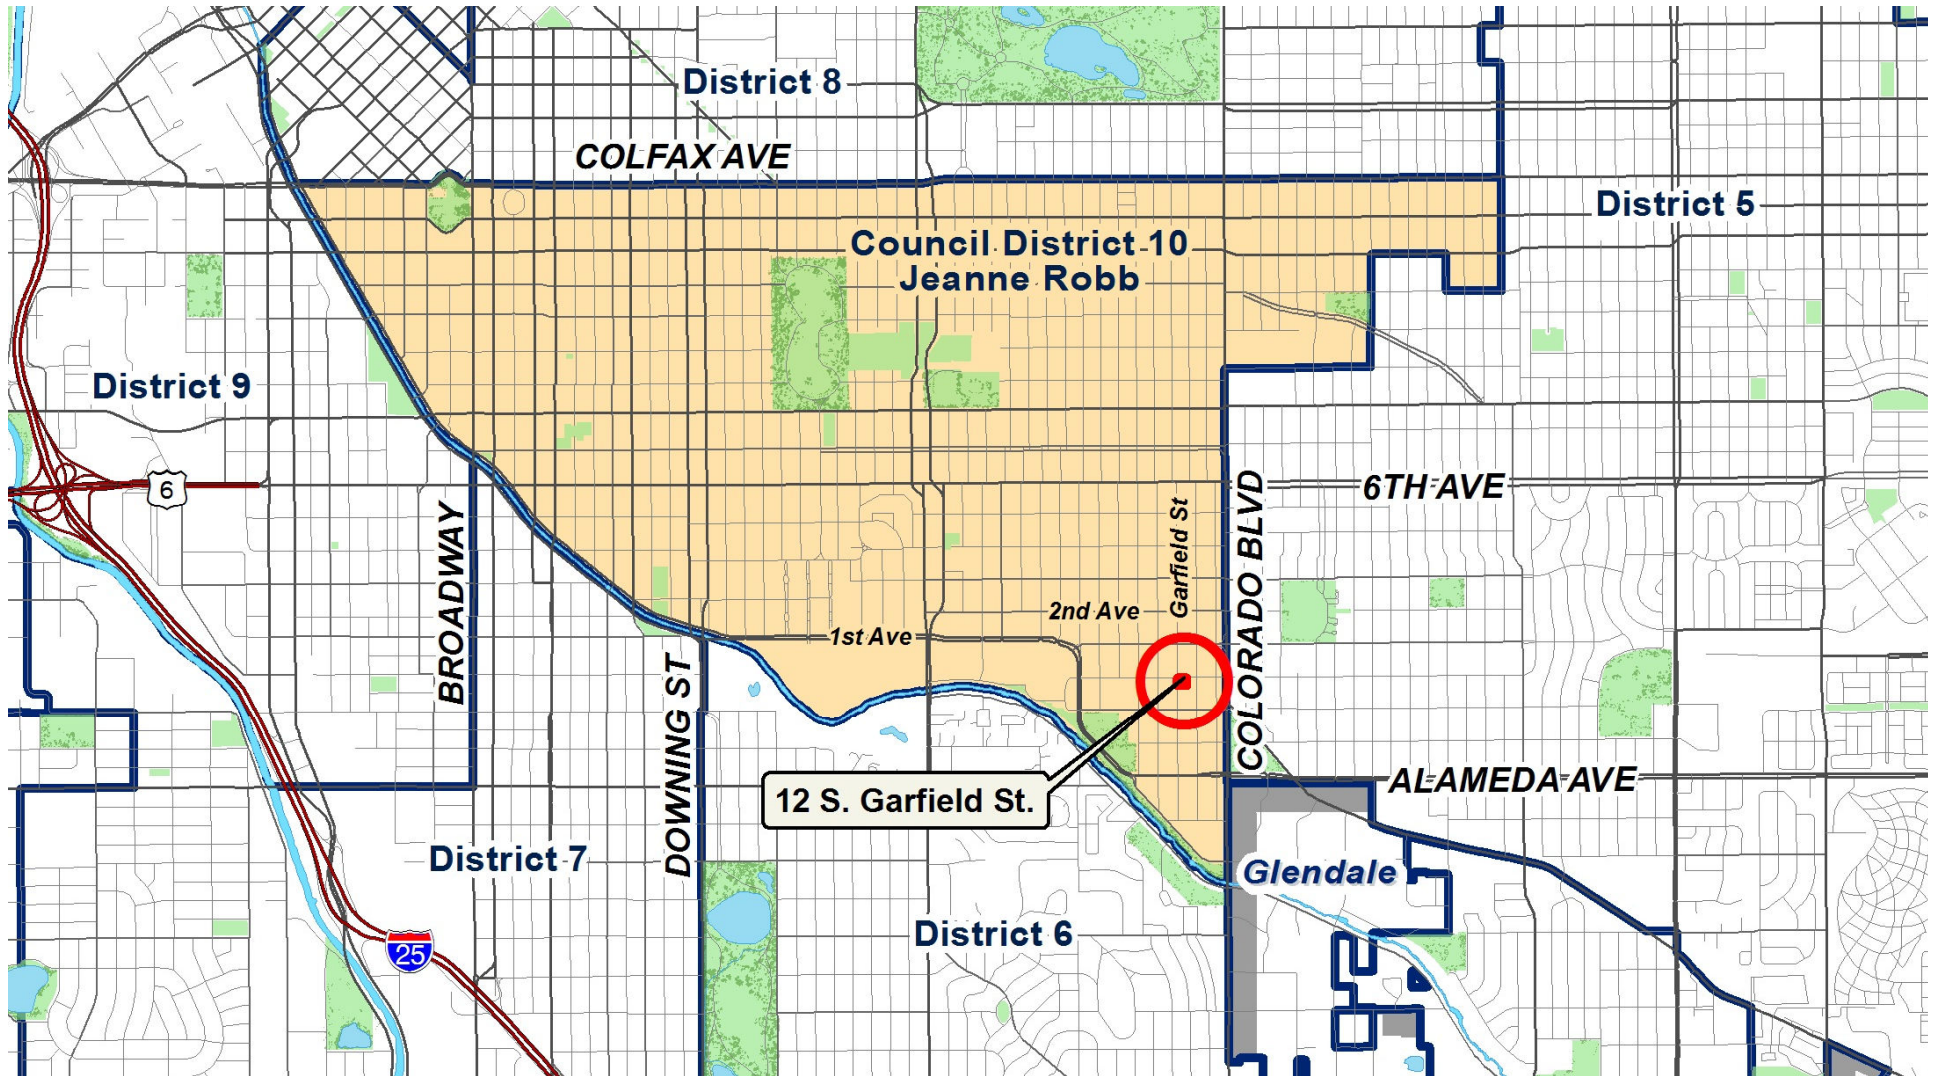 District 8
COLFAX AVE
District 5
Council District 10
Jeanne Robb
District 9
6
6TH AVE
Garfield St
COLORADO BLVD
BROADWAY
2nd Ave
1st Ave
DOWNING ST
ALAMEDA AVE
12 S. Garfield St.
District 7
Glendale
District 6
25